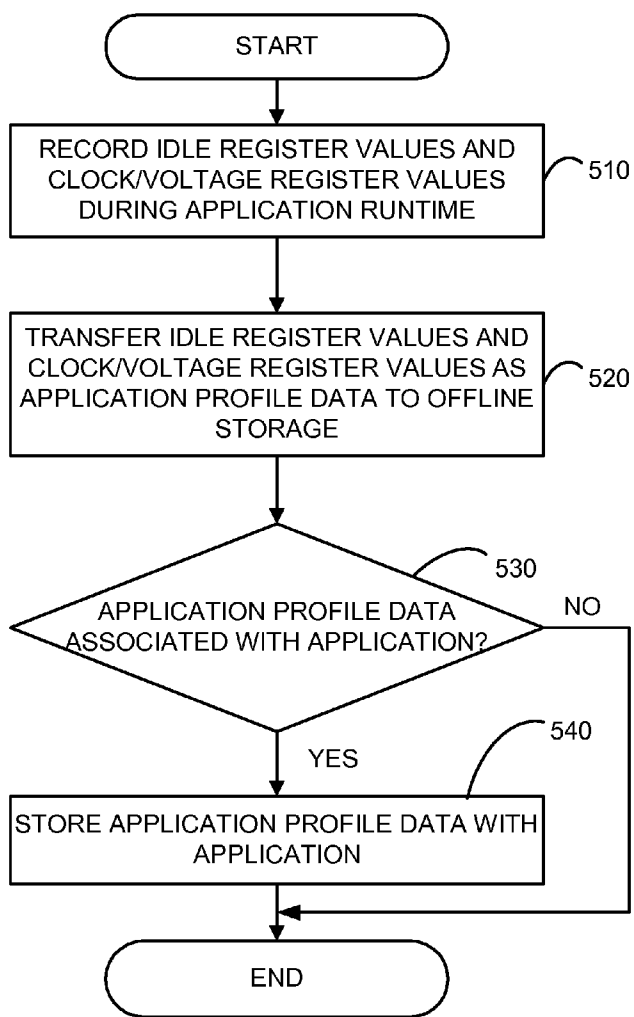 START
RECORD IDLE REGISTER VALUES AND
CLOCK/VOLTAGE REGISTER VALUES
DURING APPLICATION RUNTIME
510
TRANSFER IDLE REGISTER VALUES AND
CLOCK/VOLTAGE REGISTER VALUES AS
APPLICATION PROFILE DATA TO OFFLINE
STORAGE
520
530
APPLICATION PROFILE DATA
ASSOCIATED WITH APPLICATION?
NO
YES
540
STORE APPLICATION PROFILE DATA WITH
APPLICATION
END